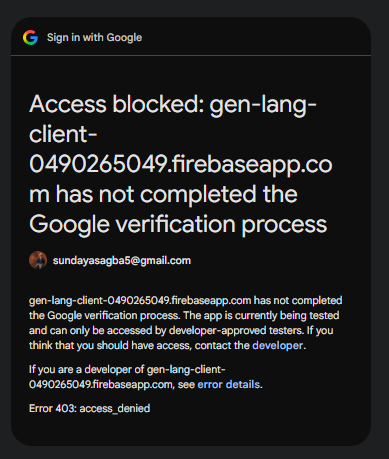 Sign in with Google
Access blocked: gen-lang-
client-
0490265049.firebaseapp.co
m has not completed the
Google verification process
sundayasagba5@gmail.com
gen-lang-client-0490265049.firebaseapp.com has not completed
the Google verification process. The app is currently being tested
and can only be accessed by developer-approved testers. If you
think that you should have access, contact the developer.
If you are a developer of gen-lang-client-
0490265049.firebaseapp.com, see error details.
Error 403: access_denied